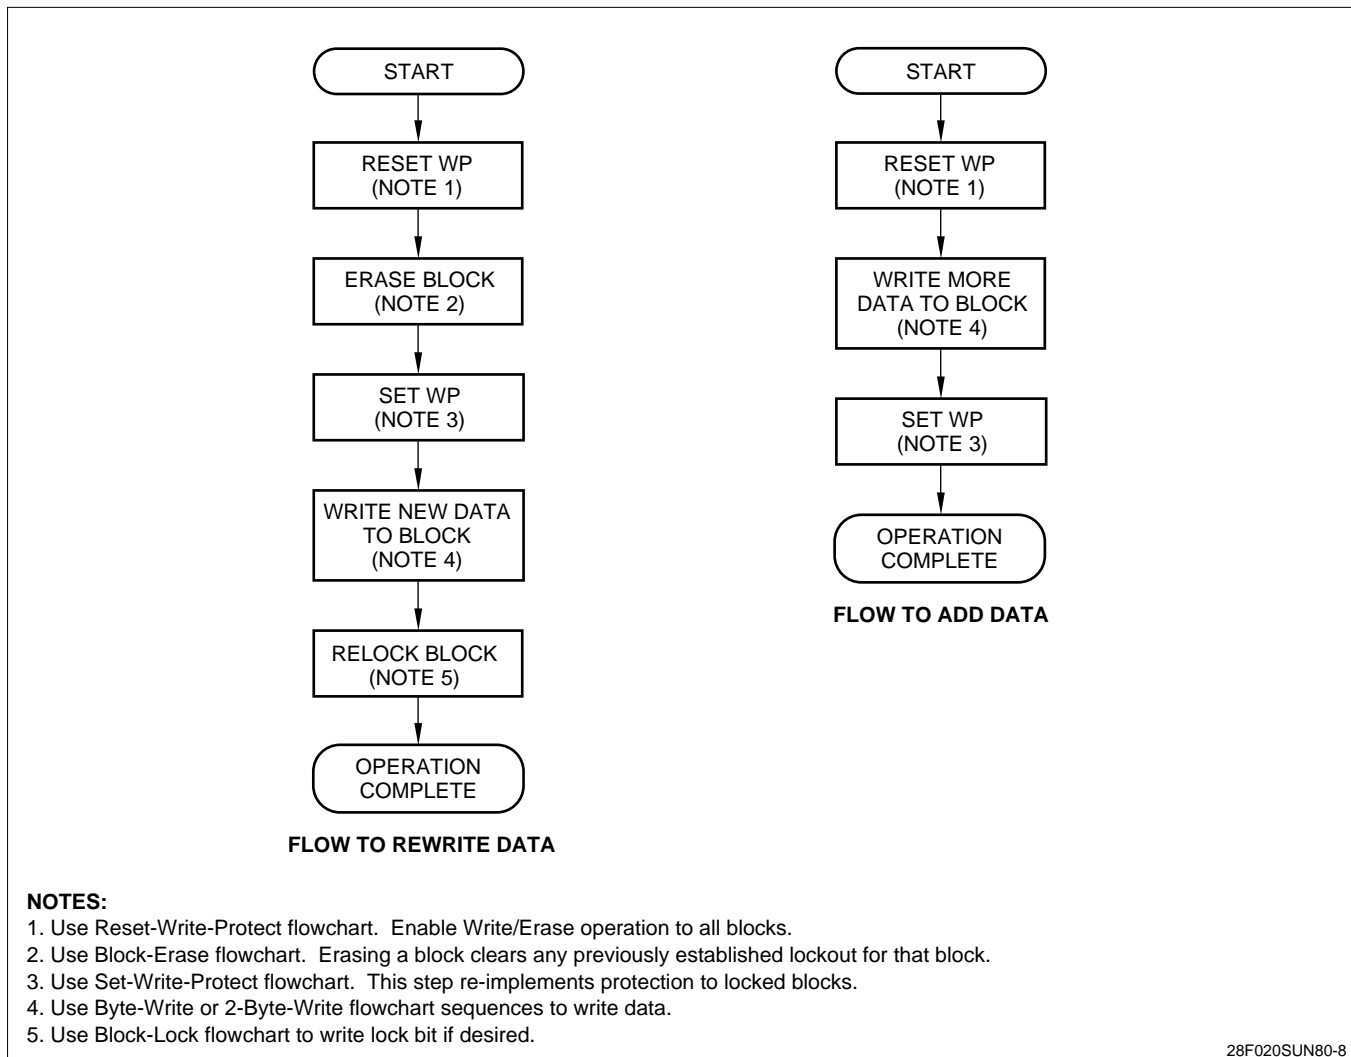 START
RESET WP
(NOTE 1)
ERASE BLOCK
(NOTE 2)
SET WP
(NOTE 3)
WRITE NEW DATA
TO BLOCK
(NOTE 4)
RELOCK BLOCK
(NOTE 5)
OPERATION
COMPLETE
FLOW TO REWRITE DATA
START
RESET WP
(NOTE 1)
WRITE MORE
DATA TO BLOCK
(NOTE 4)
SET WP
(NOTE 3)
OPERATION
COMPLETE
FLOW TO ADD DATA
NOTES:
1. Use Reset-Write-Protect flowchart. Enable Write/Erase operation to all blocks.
2. Use Block-Erase flowchart. Erasing a block clears any previously established lockout for that block.
3. Use Set-Write-Protect flowchart. This step re-implements protection to locked blocks.
4. Use Byte-Write or 2-Byte-Write flowchart sequences to write data.
5. Use Block-Lock flowchart to write lock bit if desired.
28F020SUN80-8